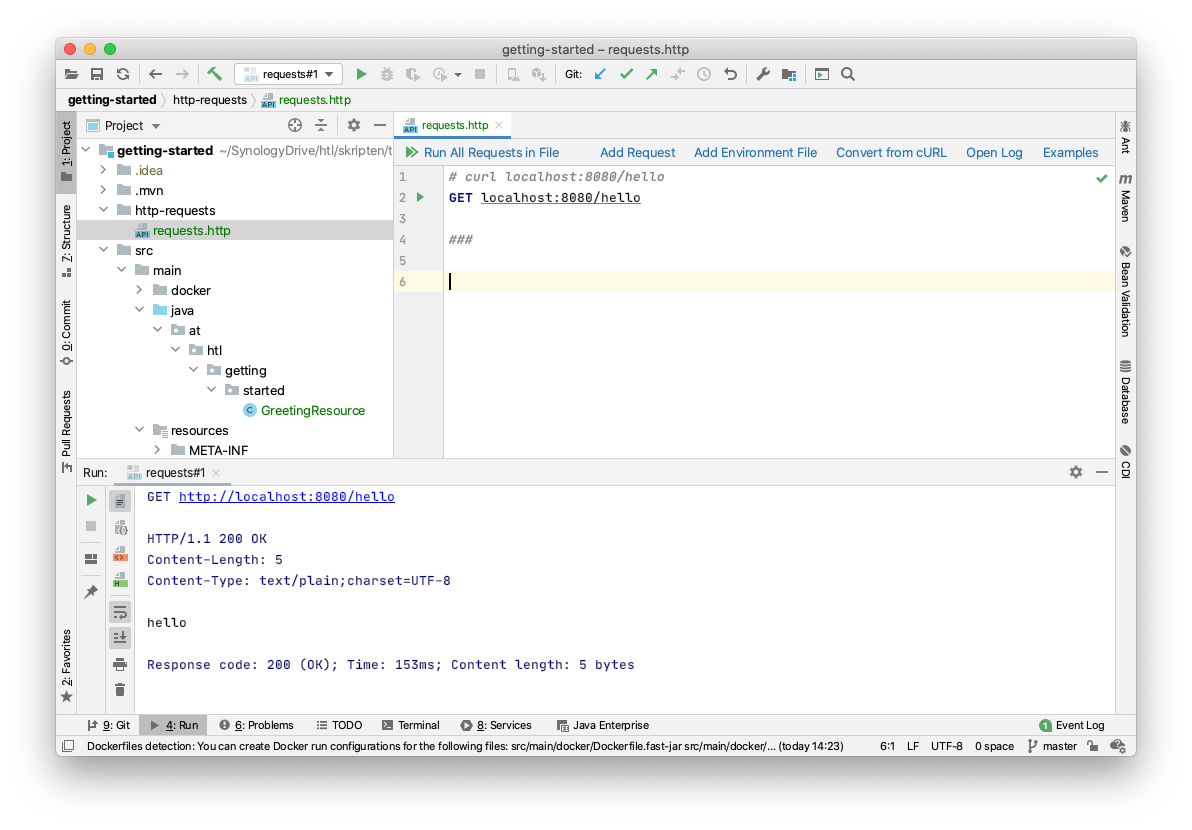 getting-started – requests.http
requests#1
Git:
getting-started
http-requests
API requests.http
1: Project
Z: Structure
0: Commit
Pull Requests
2: Favorites
Project
getting-started ~/SynologyDrive/htl/skripten/t
.idea
.mvn
http-requests
API requests.http
src
main
docker
java
at
htl
getting
started
C GreetingResource
resources
META-INF
API requests.http
Run All Requests in File Add Request Add Environment File Convert from cURL Open Log Examples
1 # curl localhost:8080/hello
2 GET localhost:8080/hello
3
4 ###
5
6
Ant
m Maven
Bean Validation
Database
CDI
Run: API requests#1
GET http://localhost:8080/hello
HTTP/1.1 200 OK
Content-Length: 5
Content-Type: text/plain;charset=UTF-8
hello
Response code: 200 (OK); Time: 153ms; Content length: 5 bytes
9: Git 4: Run 6: Problems TODO Terminal 8: Services Java Enterprise 1 Event Log
Dockerfiles detection: You can create Docker run configurations for the following files: src/main/docker/Dockerfile.fast-jar src/main/docker/... (today 14:23) 6:1 LF UTF-8 0 space master